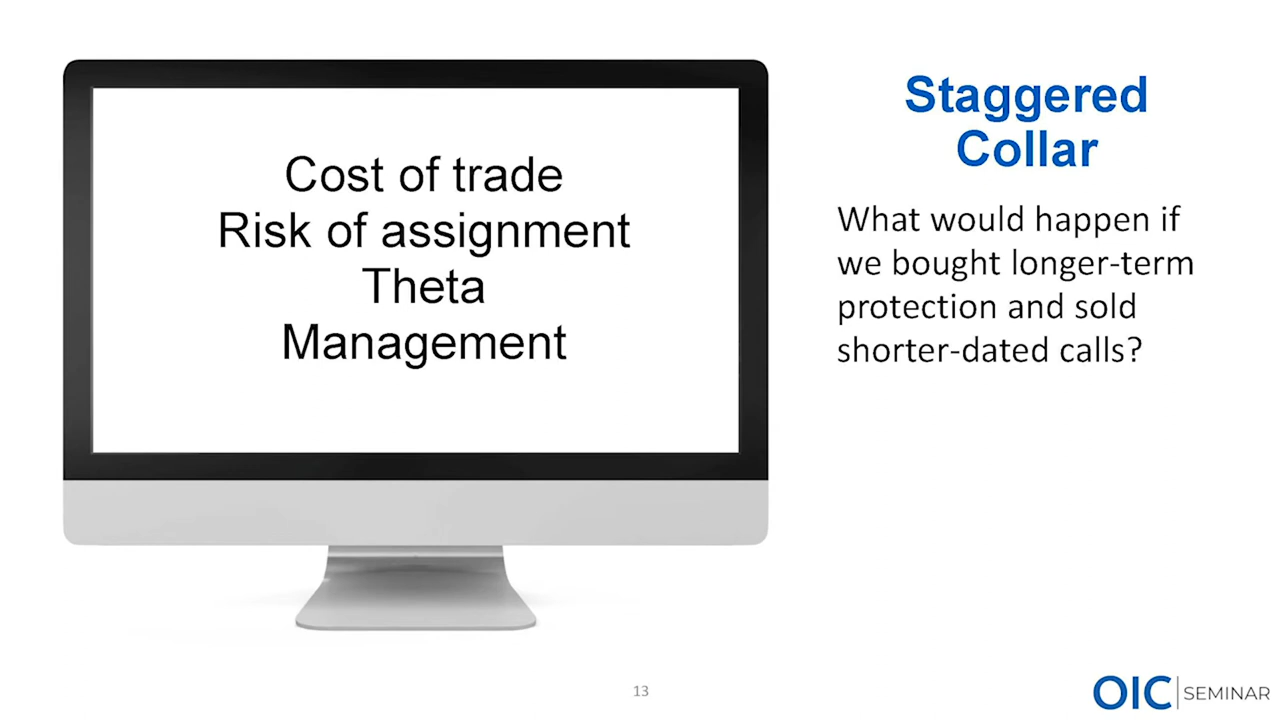 Cost of trade
Risk of assignment
Theta
Management
Staggered
Collar
What would happen if
we bought longer-term
protection and sold
shorter-dated calls?
13
OIC SEMINAR